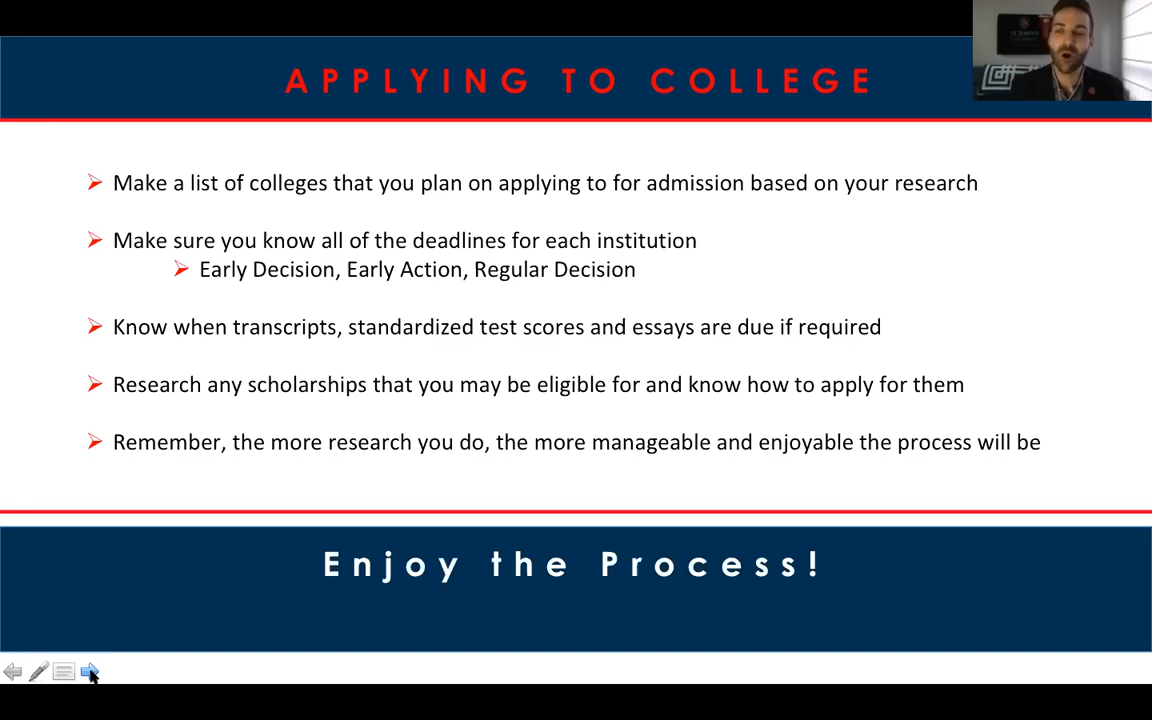 APPLYING TO COLLEGE
Make a list of colleges that you plan on applying to for admission based on your research
Make sure you know all of the deadlines for each institution
Early Decision, Early Action, Regular Decision
Know when transcripts, standardized test scores and essays are due if required
Research any scholarships that you may be eligible for and know how to apply for them
Remember, the more research you do, the more manageable and enjoyable the process will be
Enjoy the Process!